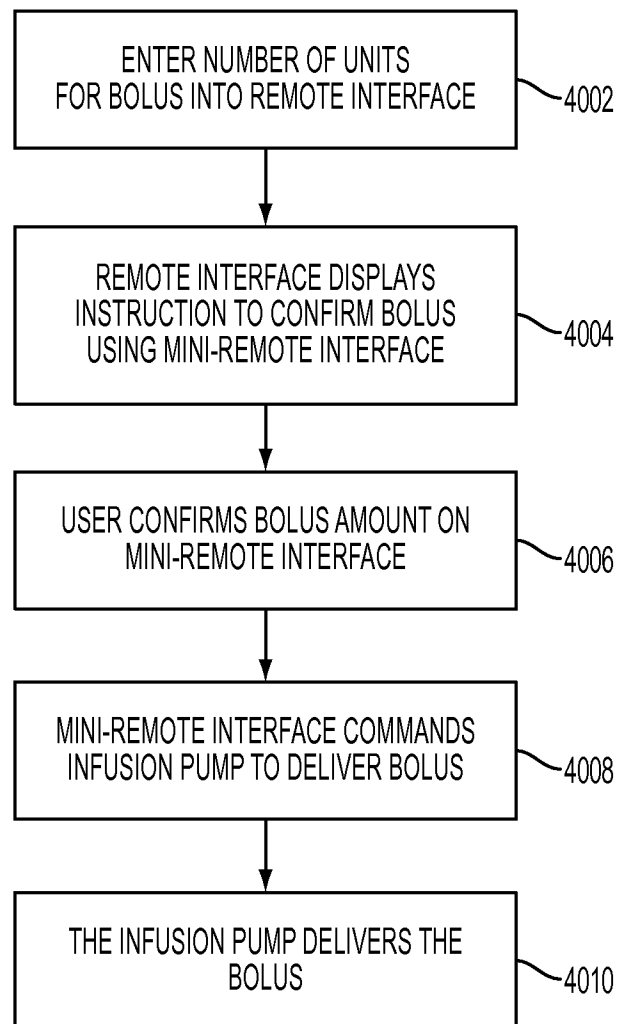 ENTER NUMBER OF UNITS
FOR BOLUS INTO REMOTE INTERFACE
4002
REMOTE INTERFACE DISPLAYS
INSTRUCTION TO CONFIRM BOLUS
USING MINI-REMOTE INTERFACE
4004
USER CONFIRMS BOLUS AMOUNT ON
MINI-REMOTE INTERFACE
4006
MINI-REMOTE INTERFACE COMMANDS
INFUSION PUMP TO DELIVER BOLUS
4008
THE INFUSION PUMP DELIVERS THE
BOLUS
4010